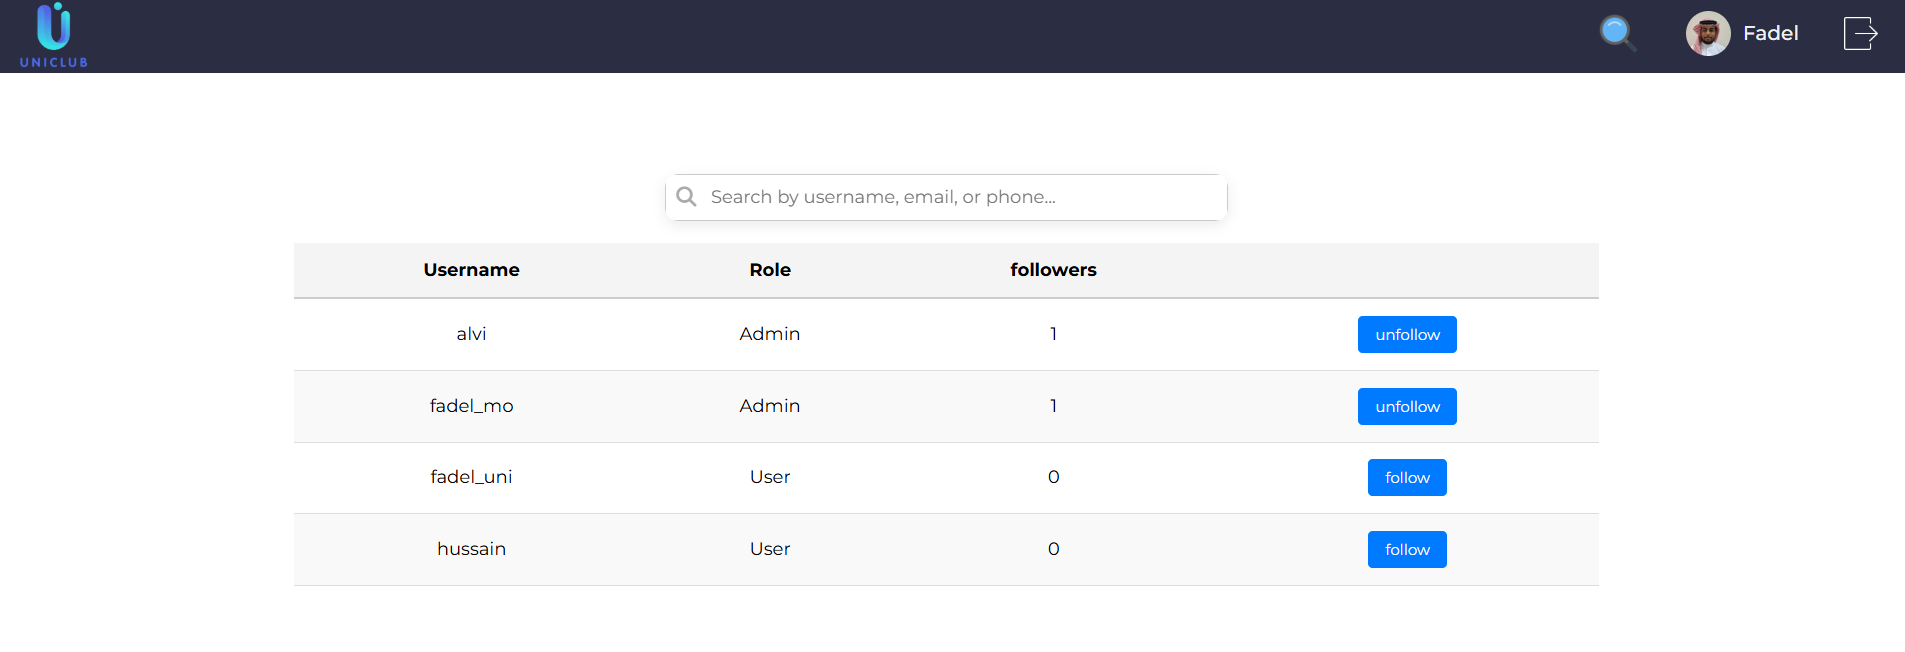 UNICLUB
Fadel
Search by username, email, or phone...
Username Role followers
alvi Admin 1 unfollow
fadel_mo Admin 1 unfollow
fadel_uni User 0 follow
hussain User 0 follow